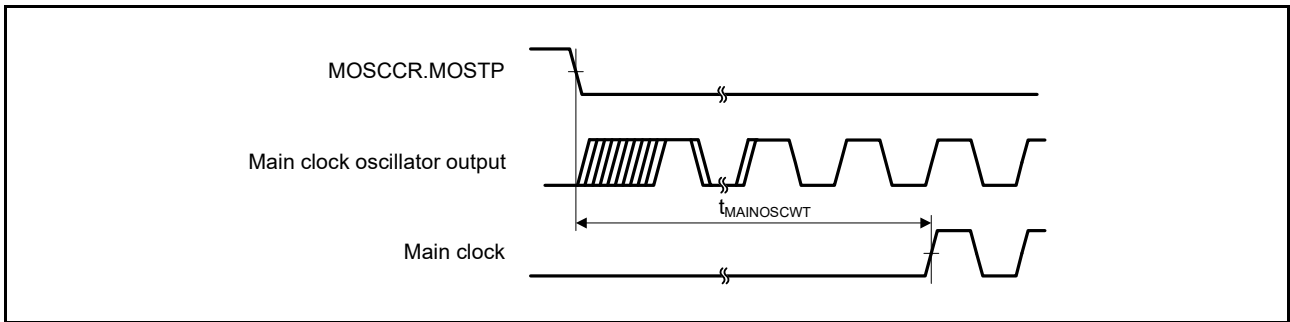 MOSCCR.MOSTP
Main clock oscillator output
tMAINOSCWT
Main clock